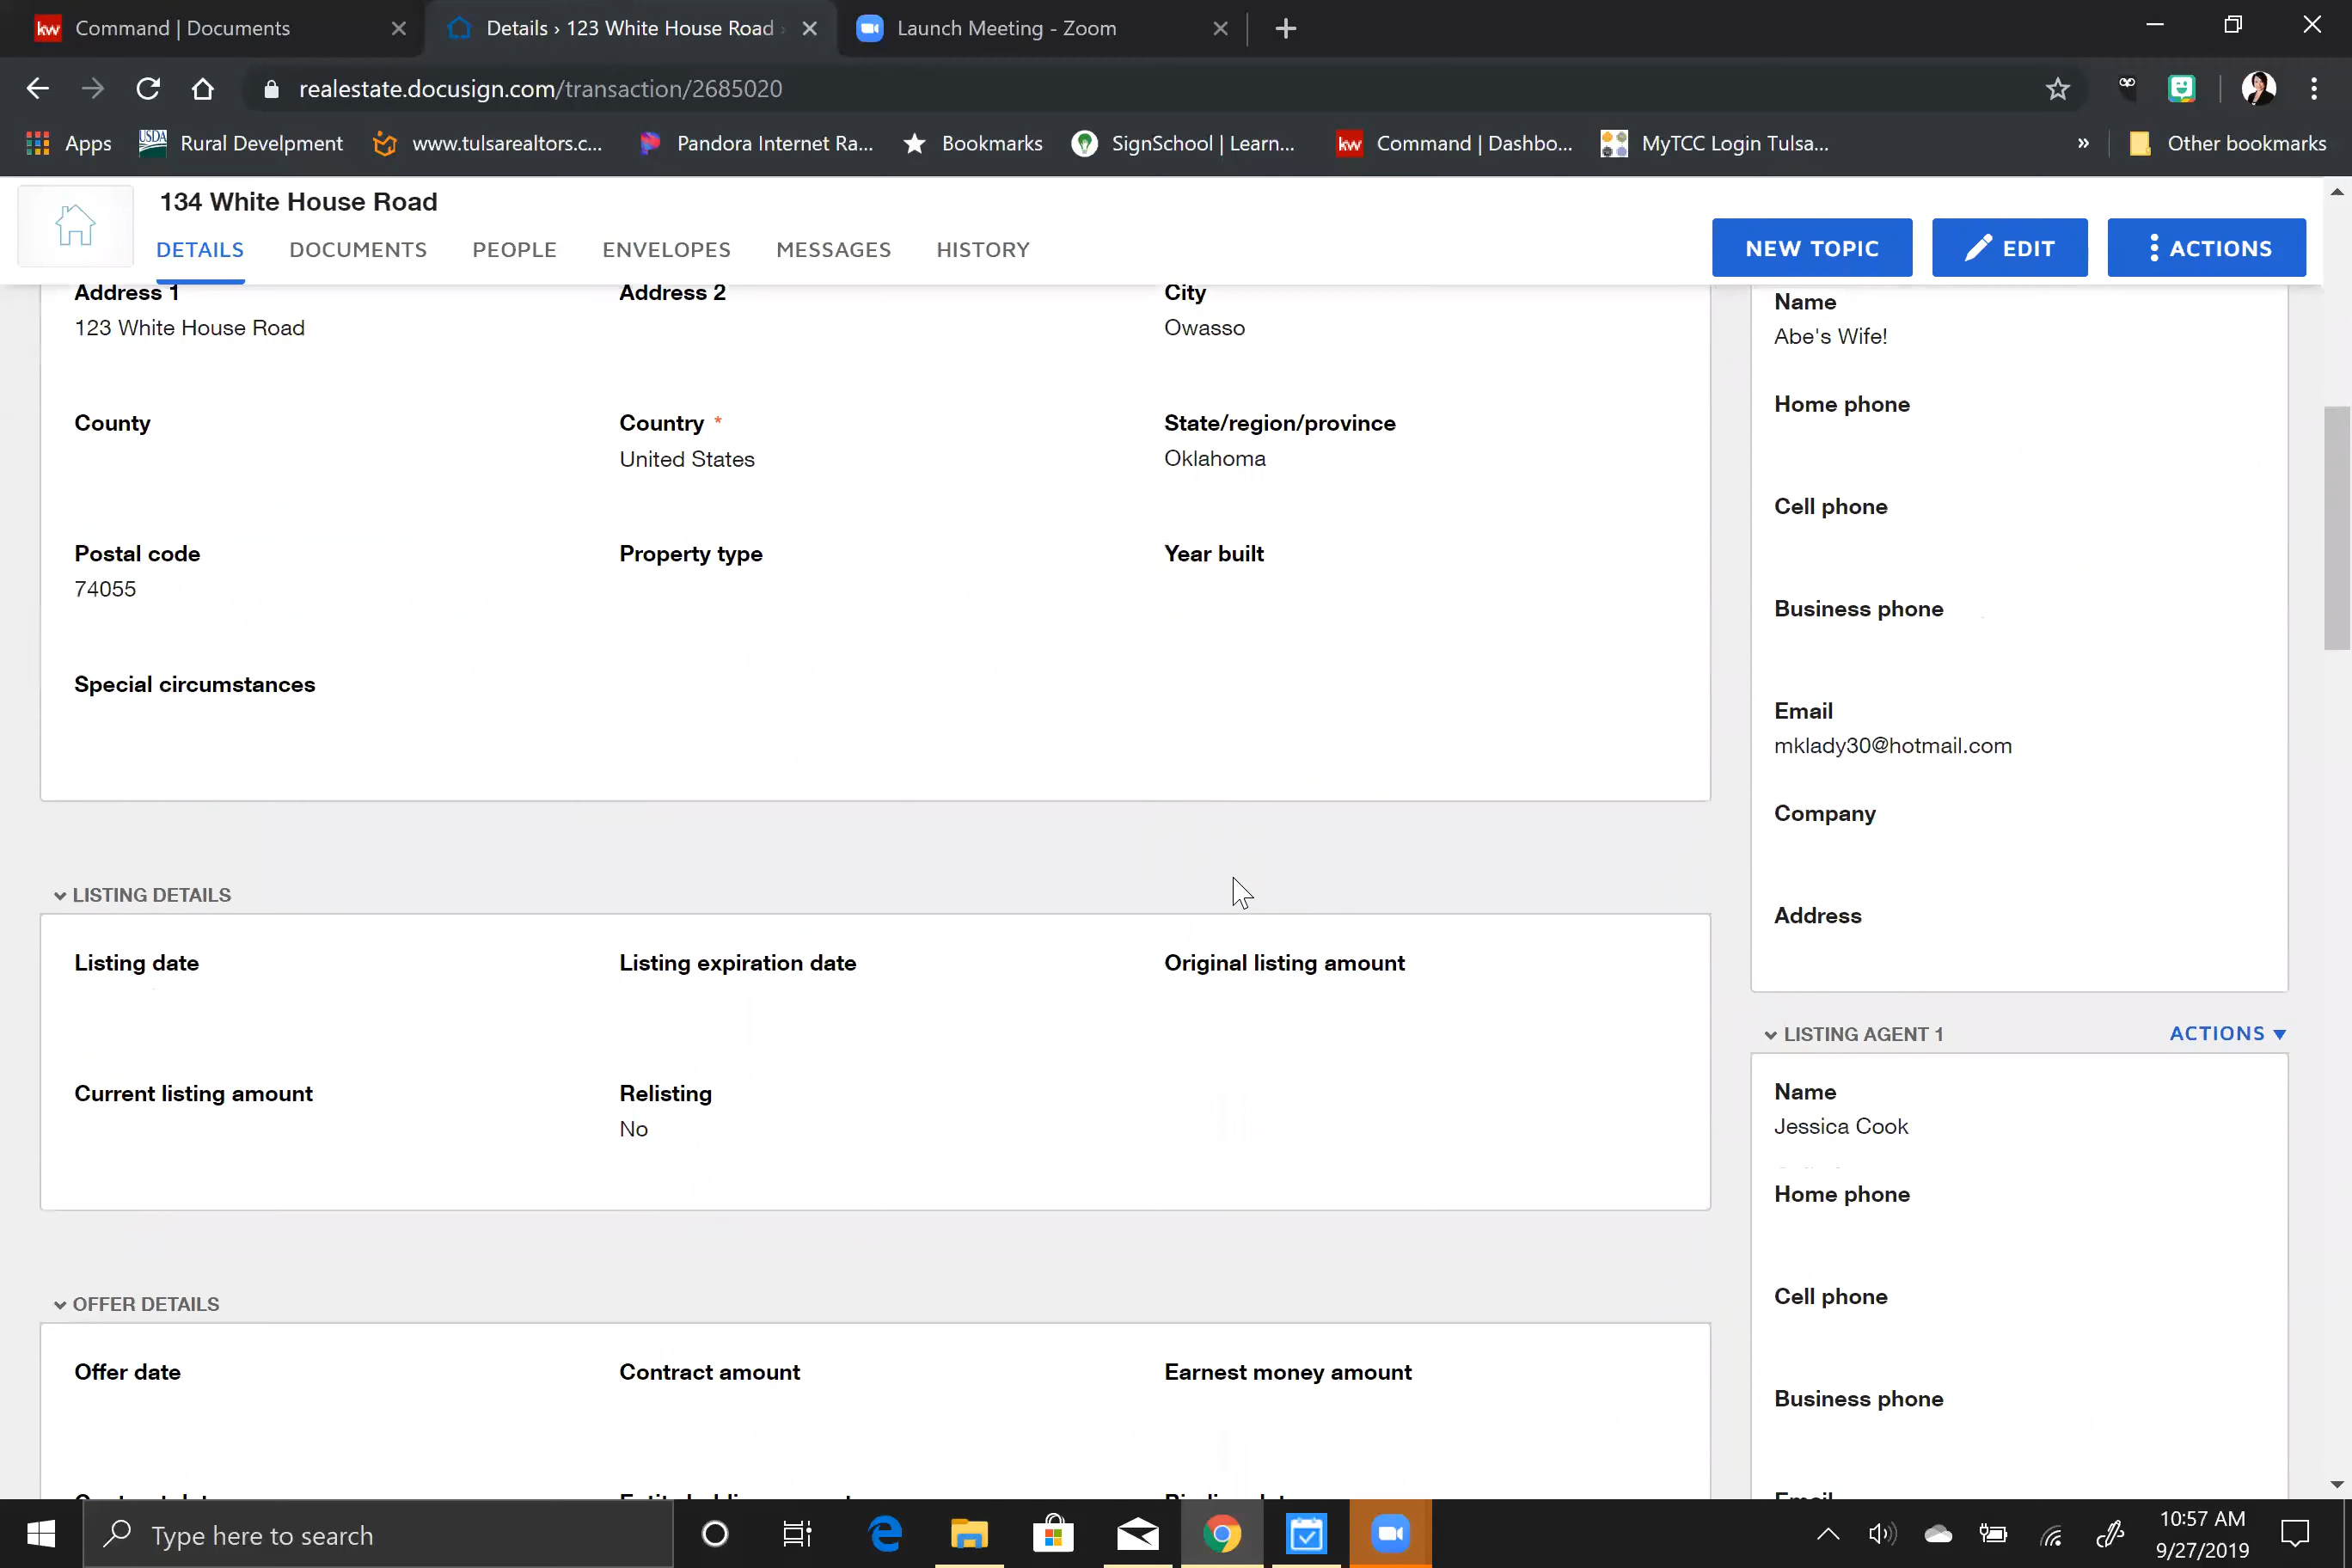 kw Command | Documents
Details › 123 White House Road
Launch Meeting - Zoom
realestate.docusign.com/transaction/2685020
Apps
USDA Rural Develpment
www.tulsarealtors.c...
Pandora Internet Ra...
Bookmarks
SignSchool | Learn...
kw Command | Dashbo...
MyTCC Login Tulsa...
»
Other bookmarks
134 White House Road
DETAILS DOCUMENTS PEOPLE ENVELOPES MESSAGES HISTORY
NEW TOPIC EDIT ACTIONS
Address 1 Address 2 City
123 White House Road Owasso
County Country * State/region/province
United States Oklahoma
Postal code Property type Year built
74055
Special circumstances
LISTING DETAILS
Listing date Listing expiration date Original listing amount
Current listing amount Relisting
No
OFFER DETAILS
Offer date Contract amount Earnest money amount
Name
Abe's Wife!
Home phone
Cell phone
Business phone
Email
mklady30@hotmail.com
Company
Address
LISTING AGENT 1 ACTIONS
Name
Jessica Cook
Home phone
Cell phone
Business phone
Email
Type here to search
10:57 AM
9/27/2019